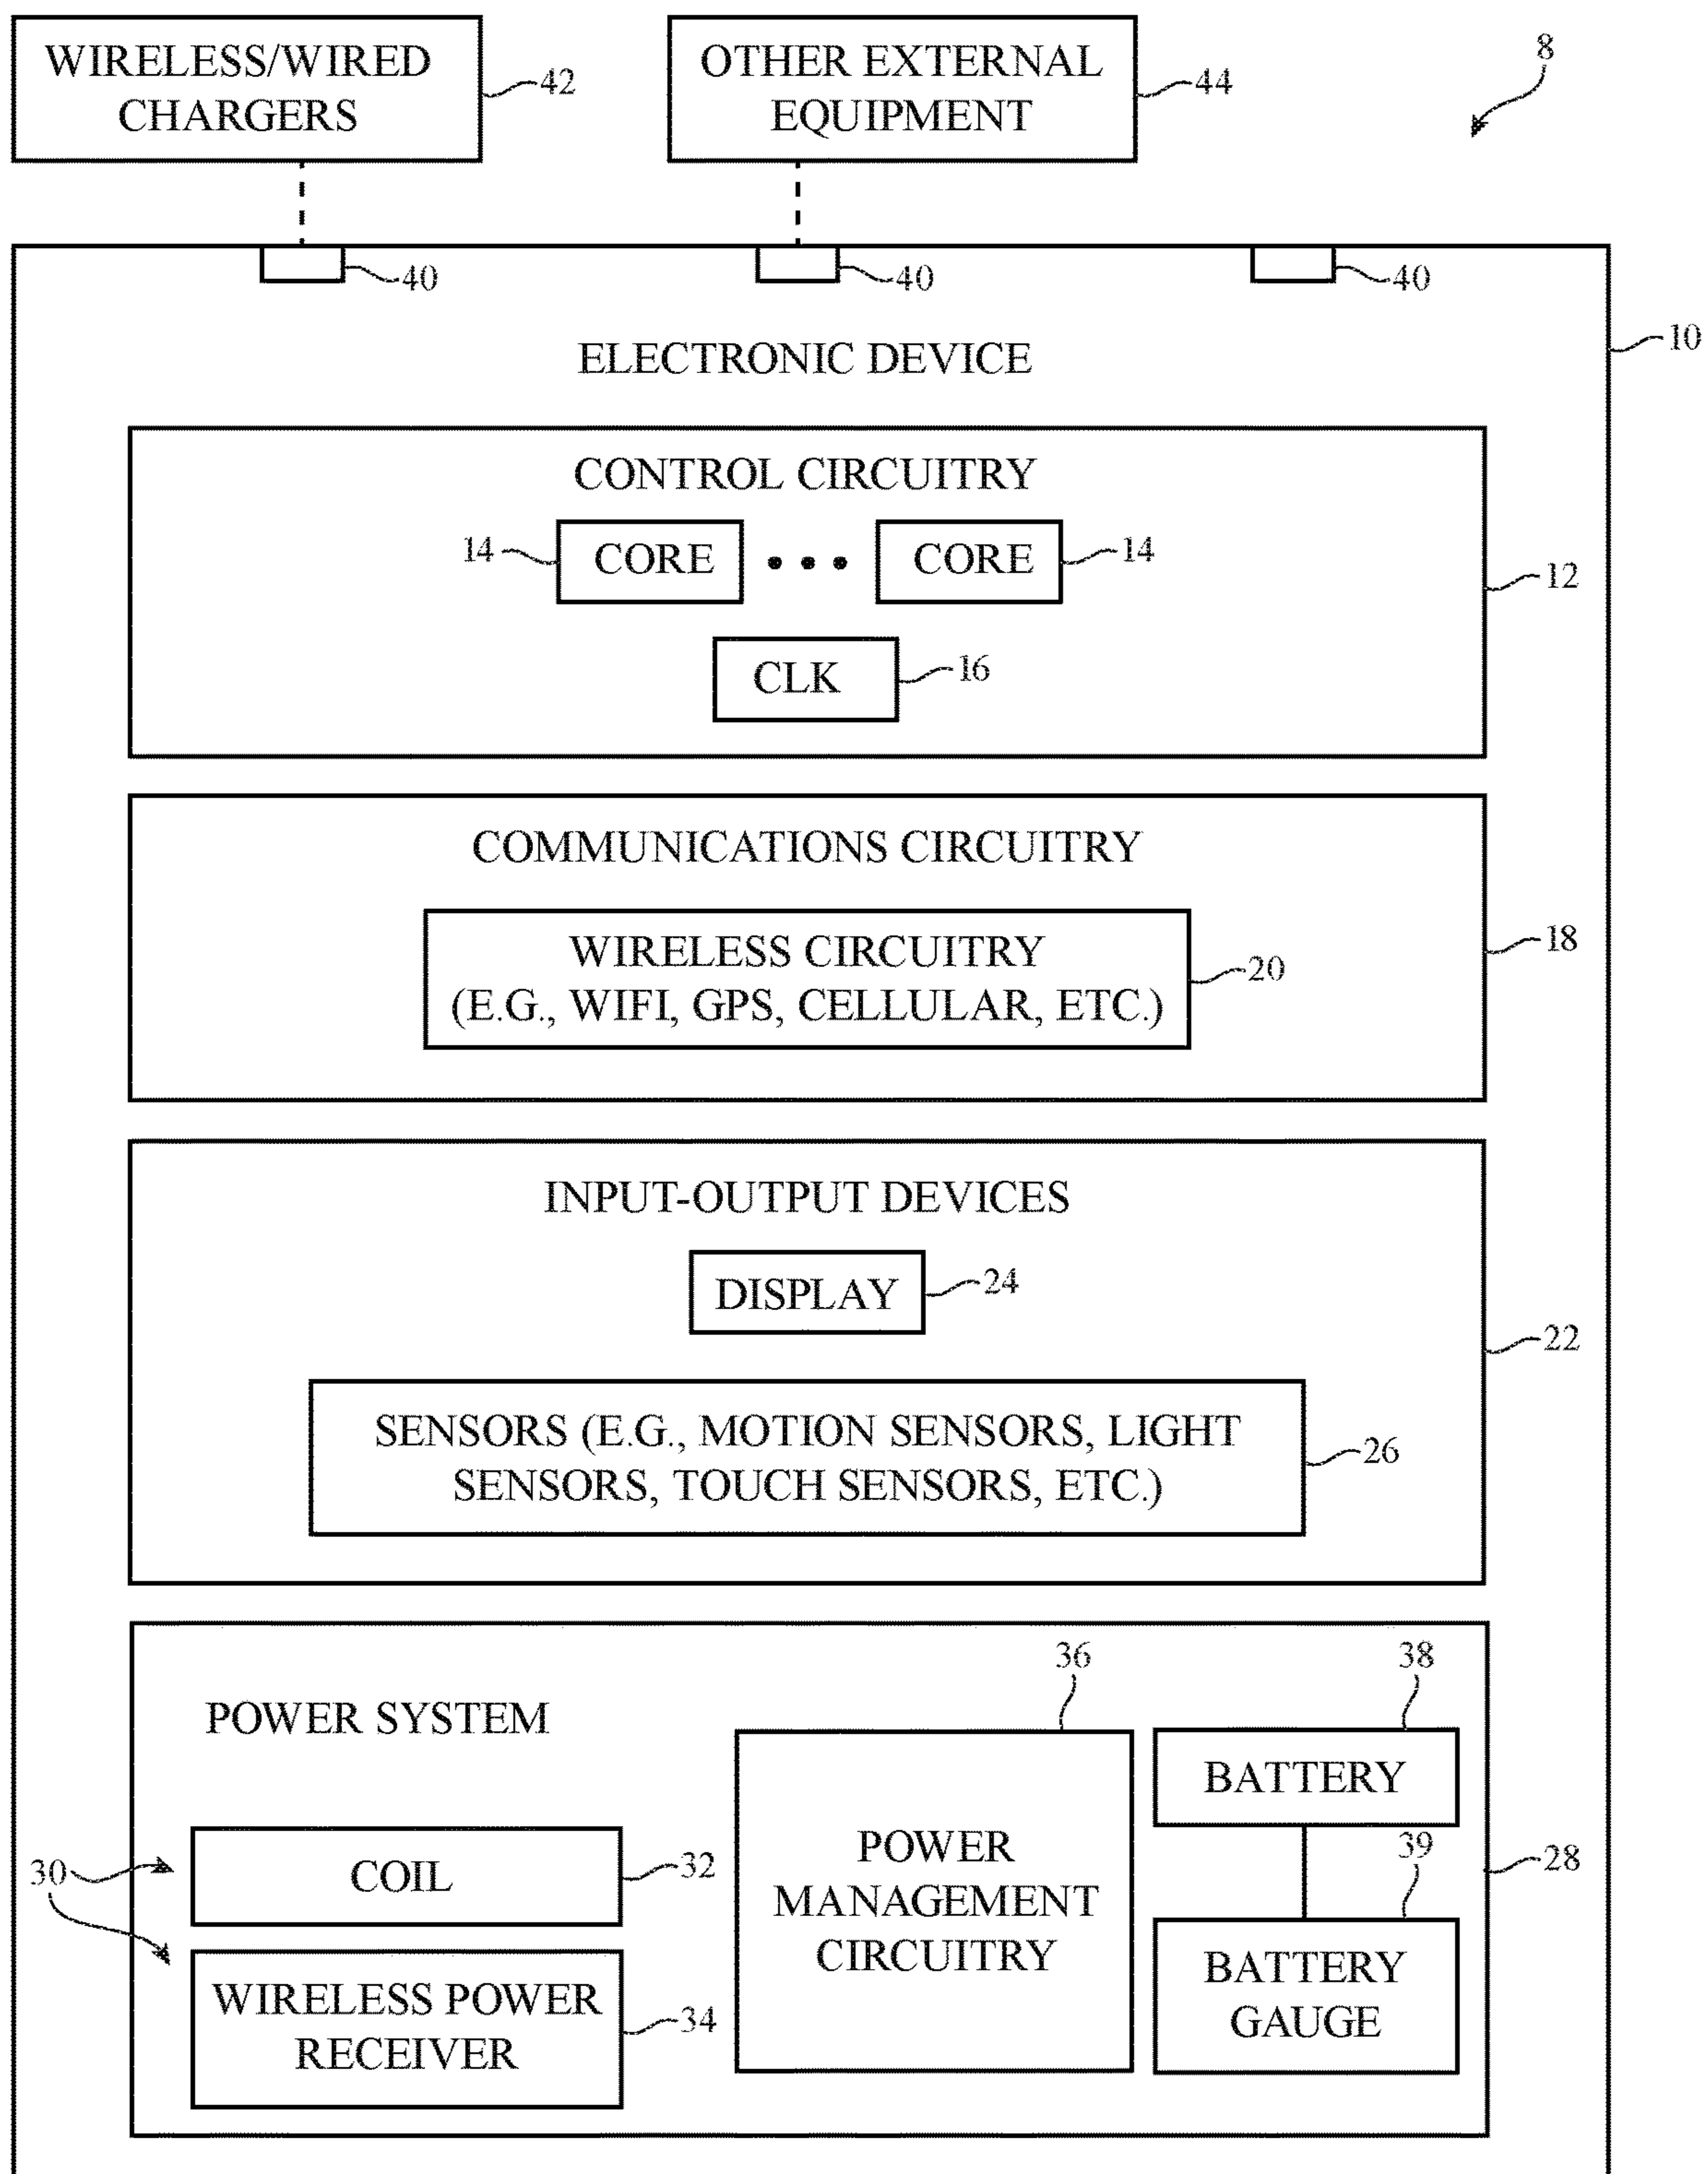 WIRELESS/WIRED
CHARGERS
42
OTHER EXTERNAL
EQUIPMENT
44
8
40
40
40
ELECTRONIC DEVICE
10
CONTROL CIRCUITRY
14
CORE
CORE
14
12
CLK
16
COMMUNICATIONS CIRCUITRY
WIRELESS CIRCUITRY
(E.G., WIFI, GPS, CELLULAR, ETC.)
20
18
INPUT-OUTPUT DEVICES
DISPLAY
24
22
SENSORS (E.G., MOTION SENSORS, LIGHT
SENSORS, TOUCH SENSORS, ETC.)
26
POWER SYSTEM
36
38
30
COIL
32
WIRELESS POWER
RECEIVER
34
POWER
MANAGEMENT
CIRCUITRY
BATTERY
39
BATTERY
GAUGE
28